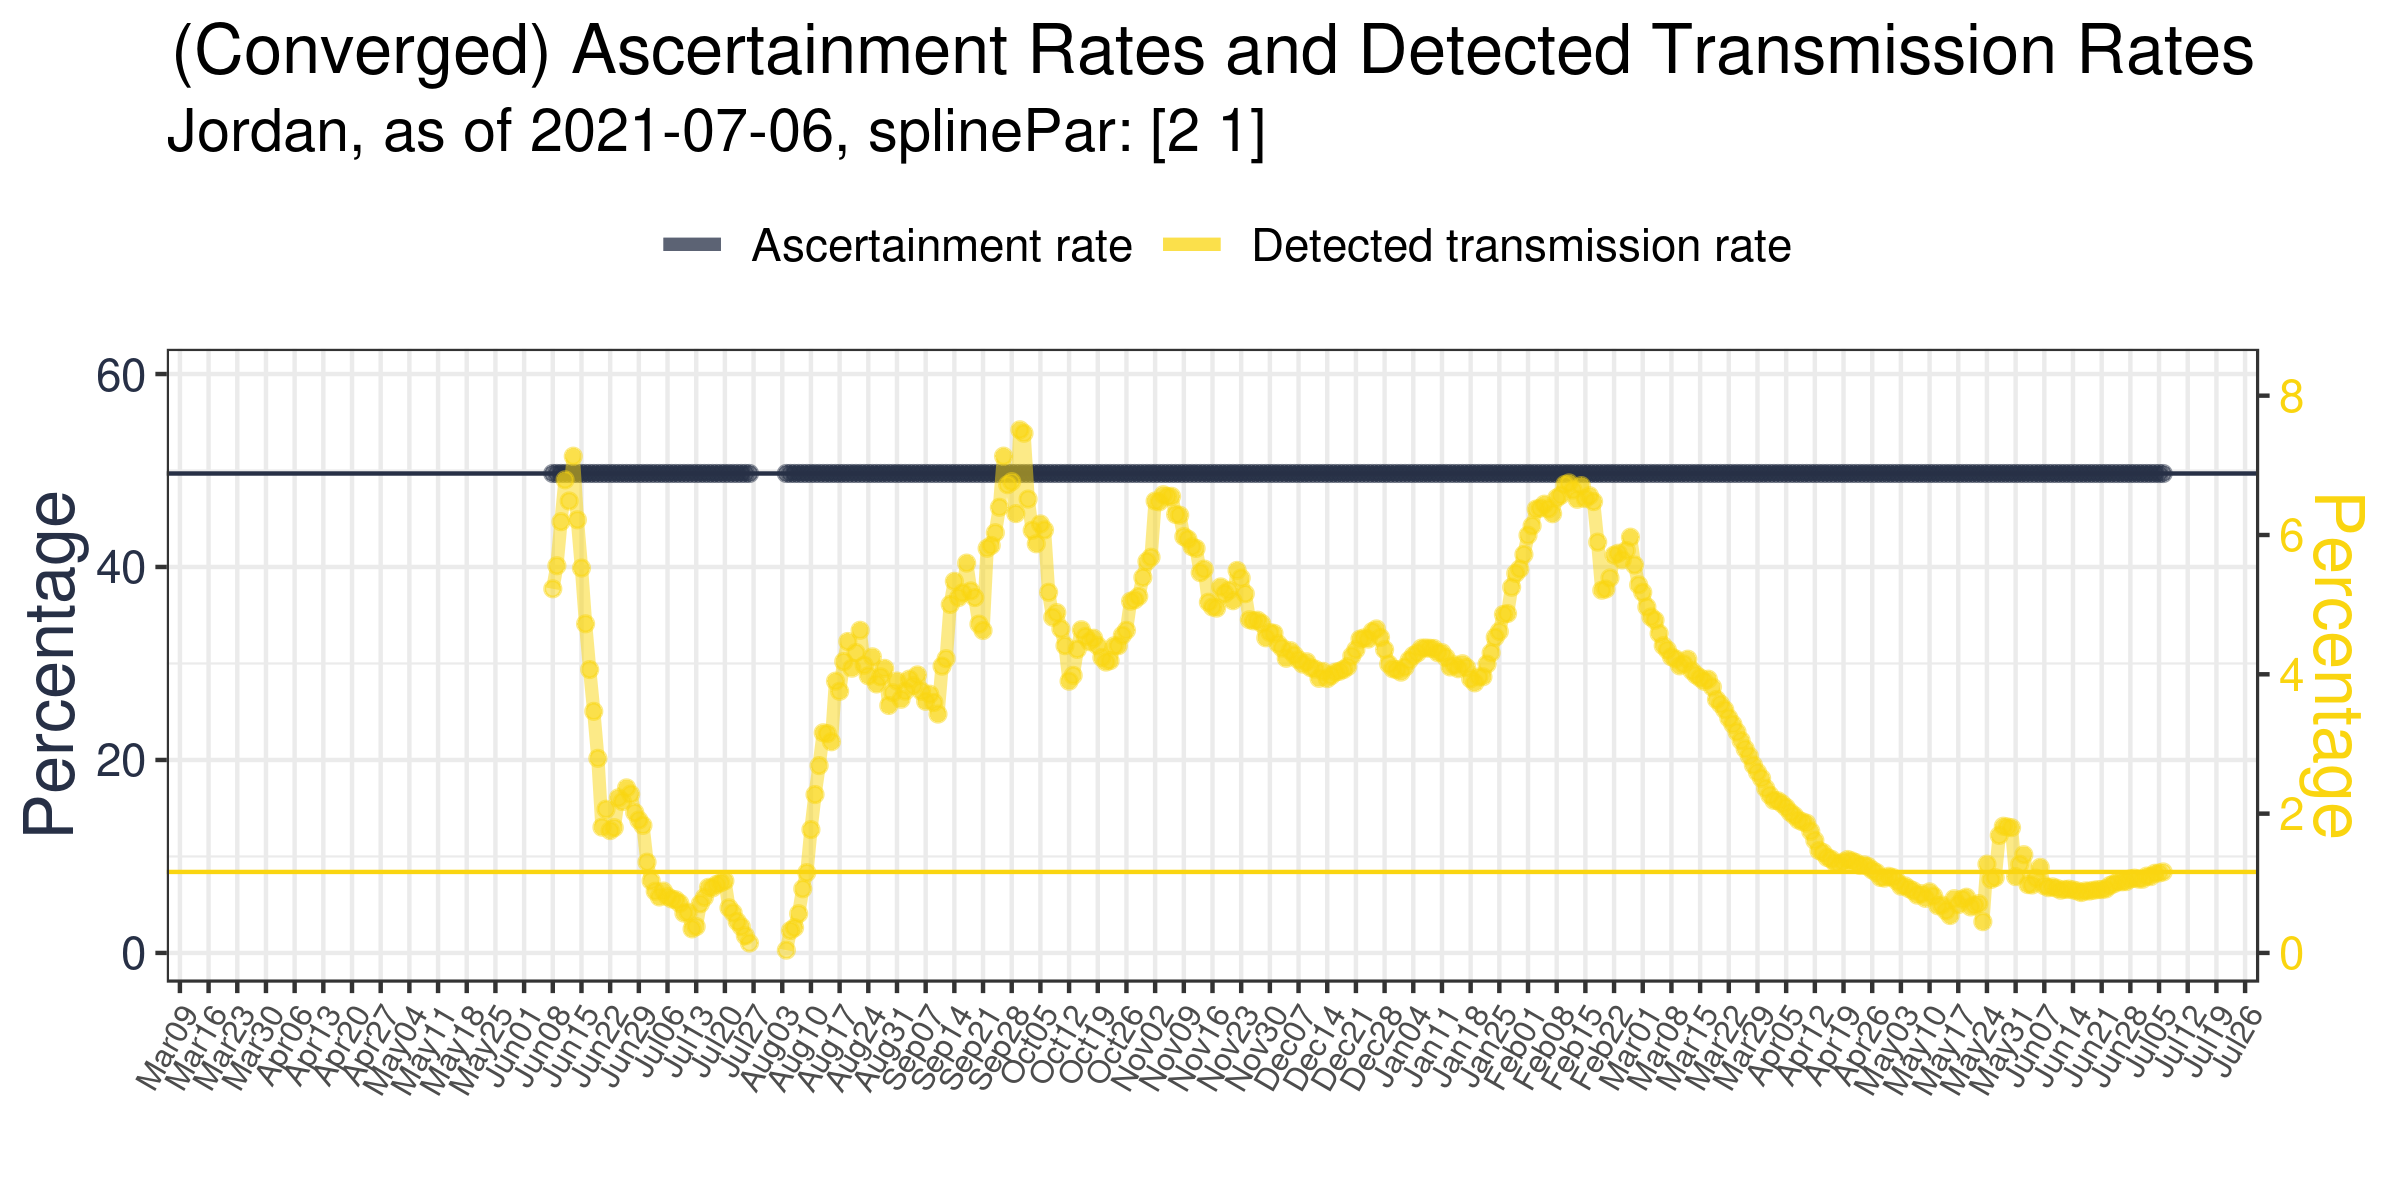 (Converged) Ascertainment Rates and Detected Transmission Rates
Jordan, as of 2021-07-06, splinePar: [2 1]
Ascertainment rate Detected transmission rate
Percentage
60
40
20
0
8
6
4
2
0
Percentage
Mar09
Mar16
Mar23
Mar30
Apr06
Apr13
Apr20
Apr27
May04
May11
May18
May25
Jun01
Jun08
Jun15
Jun22
Jun29
Jul06
Jul13
Jul20
Jul27
Aug03
Aug10
Aug17
Aug24
Aug31
Sep07
Sep14
Sep21
Sep28
Oct05
Oct12
Oct19
Oct26
Nov02
Nov09
Nov16
Nov23
Nov30
Dec07
Dec14
Dec21
Dec28
Jan04
Jan11
Jan18
Jan25
Feb01
Feb08
Feb15
Feb22
Mar01
Mar08
Mar15
Mar22
Mar29
Apr05
Apr12
Apr19
Apr26
May03
May10
May17
May24
May31
Jun07
Jun14
Jun21
Jun28
Jul05
Jul12
Jul19
Jul26